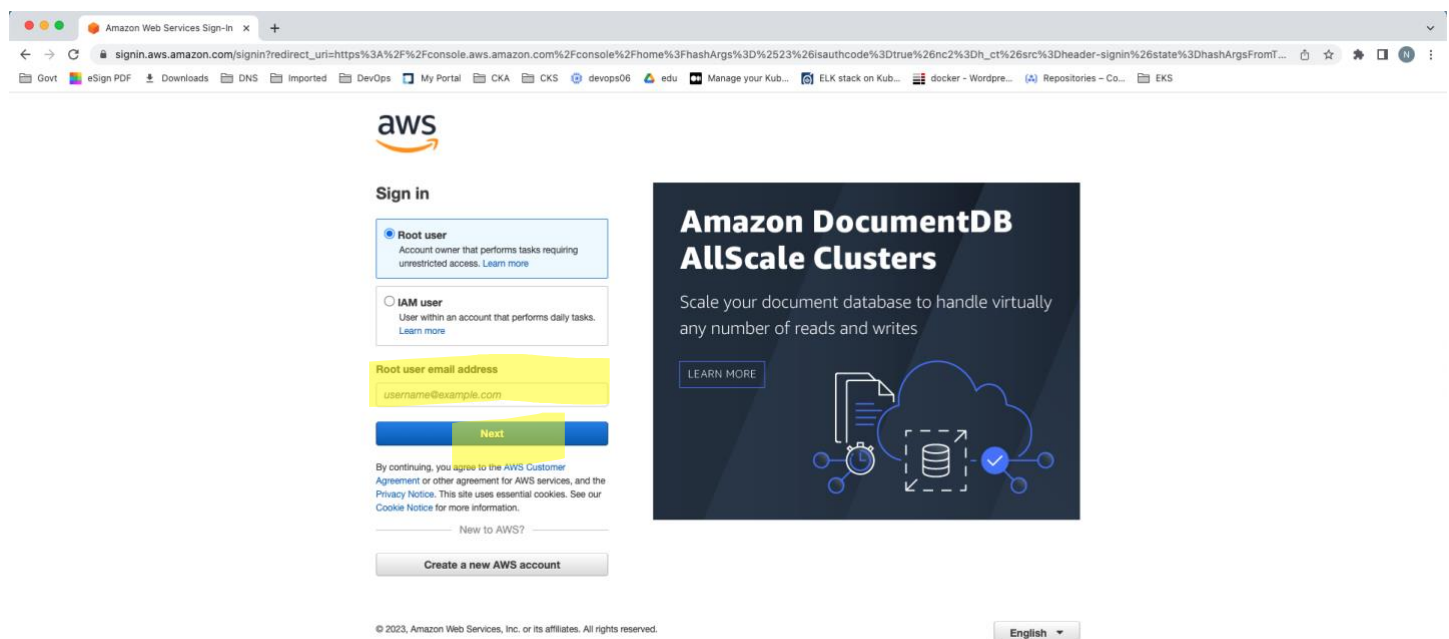 Amazon Web Services Sign-In
signin.aws.amazon.com/signin?redirect_uri=https%3A%2F%2Fconsole.aws.amazon.com%2Fconsole%2Fhome%3FhashArgs%3D%2523%26isauthcode%3Dtrue%26nc2%3Dh_ct%26src%3Dheader-signin%26state%3DhashArgsFromT...
N
Govt eSign PDF Downloads DNS Imported DevOps My Portal CKA CKS devops06 edu Manage your Kub... ELK stack on Kub... docker - Wordpre... Repositories – Co... EKS
aws
Sign in
Root user
Account owner that performs tasks requiring
unrestricted access. Learn more
IAM user
User within an account that performs daily tasks.
Learn more
Root user email address
username@example.com
Next
By continuing, you agree to the AWS Customer
Agreement or other agreement for AWS services, and the
Privacy Notice. This site uses essential cookies. See our
Cookie Notice for more information.
New to AWS?
Create a new AWS account
Amazon DocumentDB
AllScale Clusters
Scale your document database to handle virtually
any number of reads and writes
LEARN MORE
© 2023, Amazon Web Services, Inc. or its affiliates. All rights reserved.
English